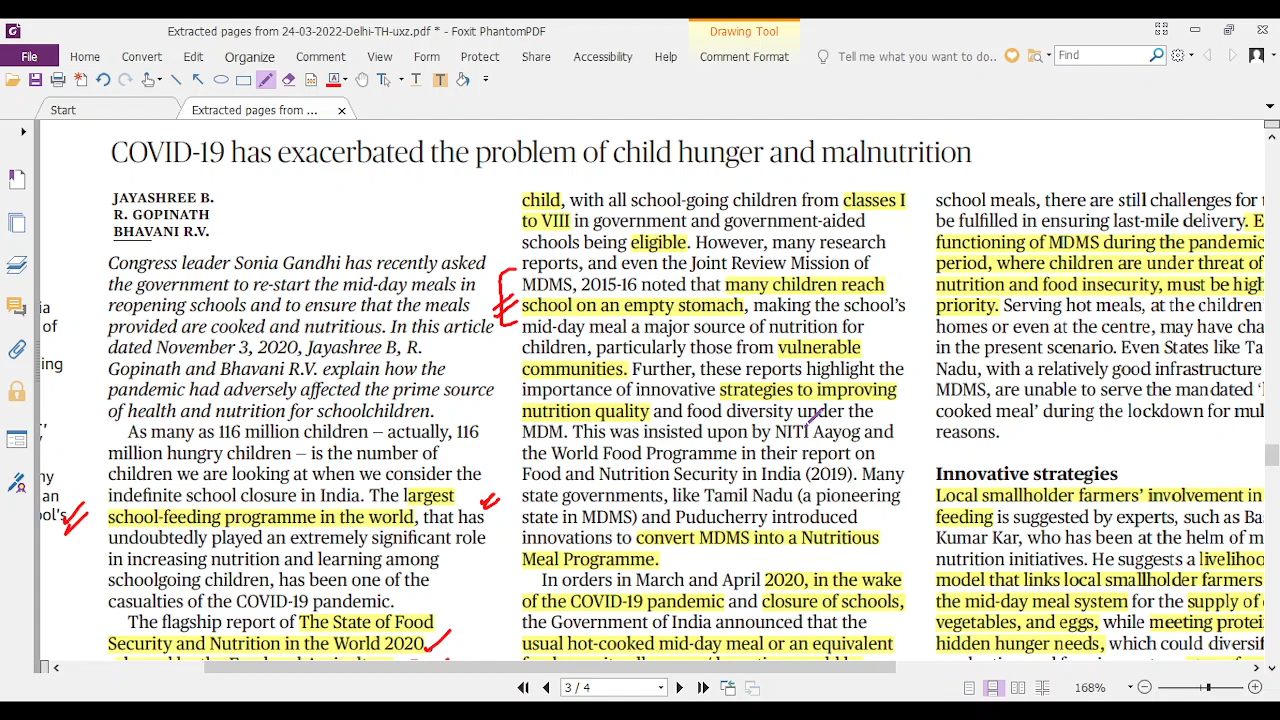 Extracted pages from 24-03-2022-Delhi-TH-uxz.pdf * - Foxit PhantomPDF
Drawing Tool
File Home Convert Edit Organize Comment View Form Protect Share Accessibility Help Comment Format Tell me what you want to do.. Find
Start Extracted pages from ...
COVID-19 has exacerbated the problem of child hunger and malnutrition
of
ing
an
ool's
JAYASHREE B.
R. GOPINATH
BHAVANI R.V.
Congress leader Sonia Gandhi has recently asked
the government to re-start the mid-day meals in
reopening schools and to ensure that the meals
provided are cooked and nutritious. In this article
dated November 3, 2020, Jayashree B, R.
Gopinath and Bhavani R.V. explain how the
pandemic had adversely affected the prime source
of health and nutrition for schoolchildren.
As many as 116 million children — actually, 116
million hungry children — is the number of
children we are looking at when we consider the
indefinite school closure in India. The largest
school-feeding programme in the world, that has
undoubtedly played an extremely significant role
in increasing nutrition and learning among
schoolgoing children, has been one of the
casualties of the COVID-19 pandemic.
The flagship report of The State of Food
Security and Nutrition in the World 2020
child, with all school-going children from classes I
to VIII in government and government-aided
schools being eligible. However, many research
reports, and even the Joint Review Mission of
MDMS, 2015-16 noted that many children reach
school on an empty stomach, making the school's
mid-day meal a major source of nutrition for
children, particularly those from vulnerable
communities. Further, these reports highlight the
importance of innovative strategies to improving
nutrition quality and food diversity under the
MDM. This was insisted upon by NITI Aayog and
the World Food Programme in their report on
Food and Nutrition Security in India (2019). Many
state governments, like Tamil Nadu (a pioneering
state in MDMS) and Puducherry introduced
innovations to convert MDMS into a Nutritious
Meal Programme.
In orders in March and April 2020, in the wake
of the COVID-19 pandemic and closure of schools,
the Government of India announced that the
usual hot-cooked mid-day meal or an equivalent
school meals, there are still challenges for
be fulfilled in ensuring last-mile delivery. E
functioning of MDMS during the pandemic
period, where children are under threat of
nutrition and food insecurity, must be high
priority. Serving hot meals, at the children
homes or even at the centre, may have cha
in the present scenario. Even States like Ta
Nadu, with a relatively good infrastructure
MDMS, are unable to serve the mandated '
cooked meal' during the lockdown for mul
reasons.
Innovative strategies
Local smallholder farmers' involvement in
feeding is suggested by experts, such as Ba
Kumar Kar, who has been at the helm of m
nutrition initiatives. He suggests a livelihoo
model that links local smallholder farmers
the mid-day meal system for the supply of
vegetables, and eggs, while meeting protei
hidden hunger needs, which could diversif
3 / 4
168%